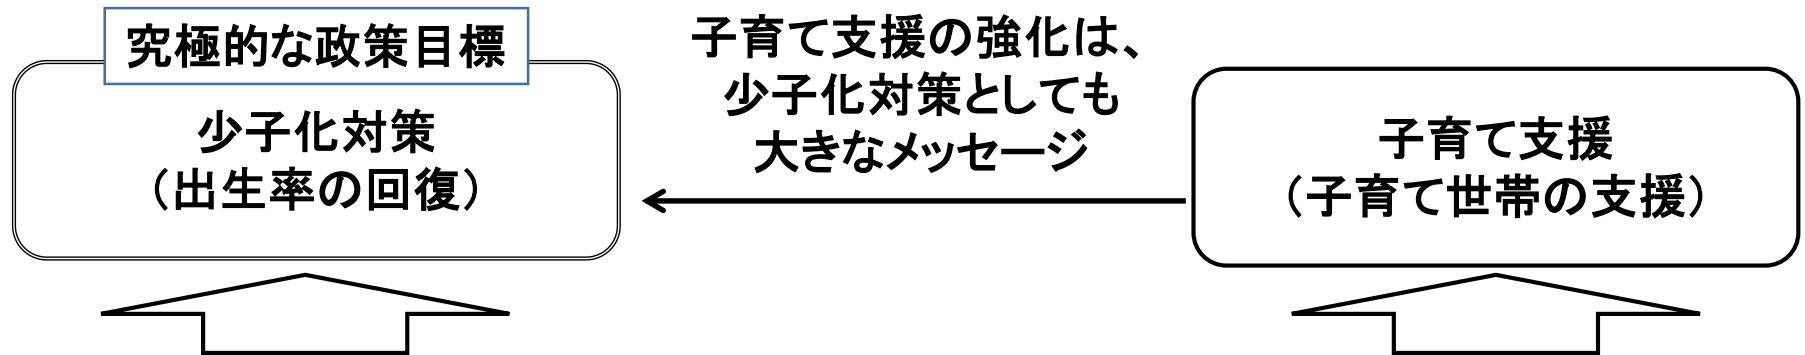 究極的な政策目標
少子化対策
（出生率の回復）
子育て支援の強化は、
少子化対策としても
大きなメッセージ
子育て支援
（子育て世帯の支援）